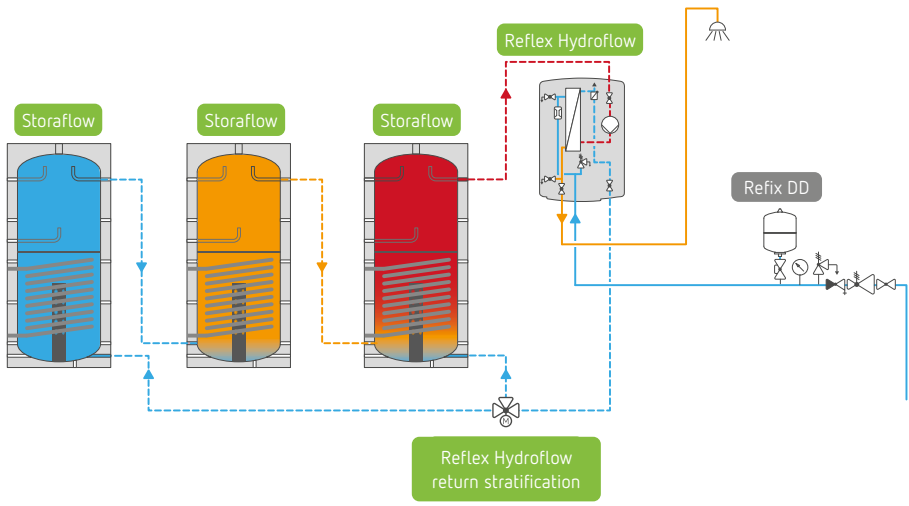 Reflex Hydroflow
Storaflow
Storaflow
Storaflow
Refix DD
M
Reflex Hydroflow
return stratification